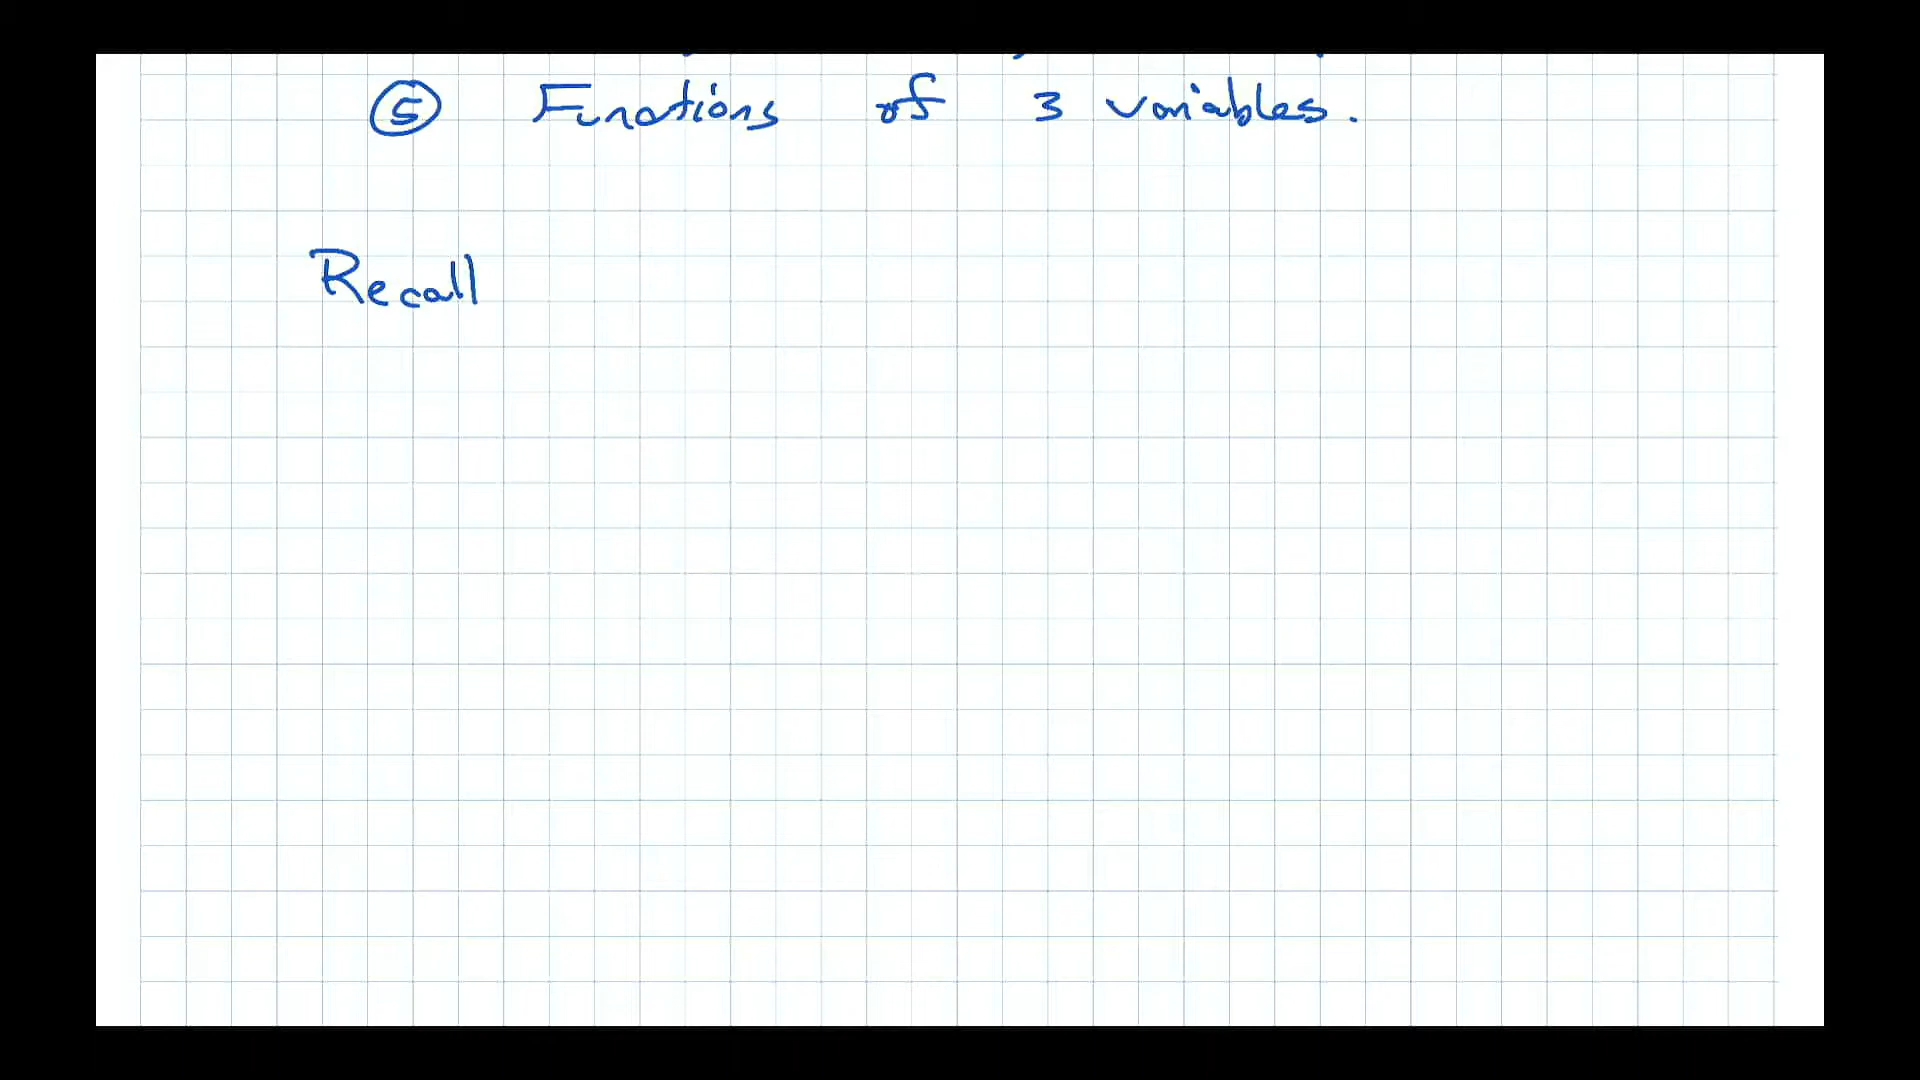 ⑤ Functions of 3 variables.
Recall